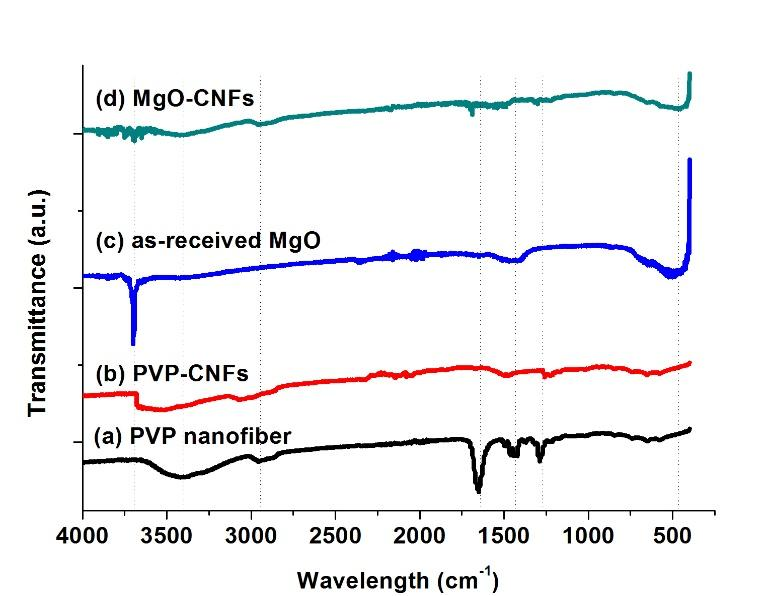 (d) MgO-CNFs
(c) as-received MgO
(b) PVP-CNFs
(a) PVP nanofiber
Transmittance (a.u.)
4000 3500 3000 2500 2000 1500 1000 500
Wavelength (cm-1)